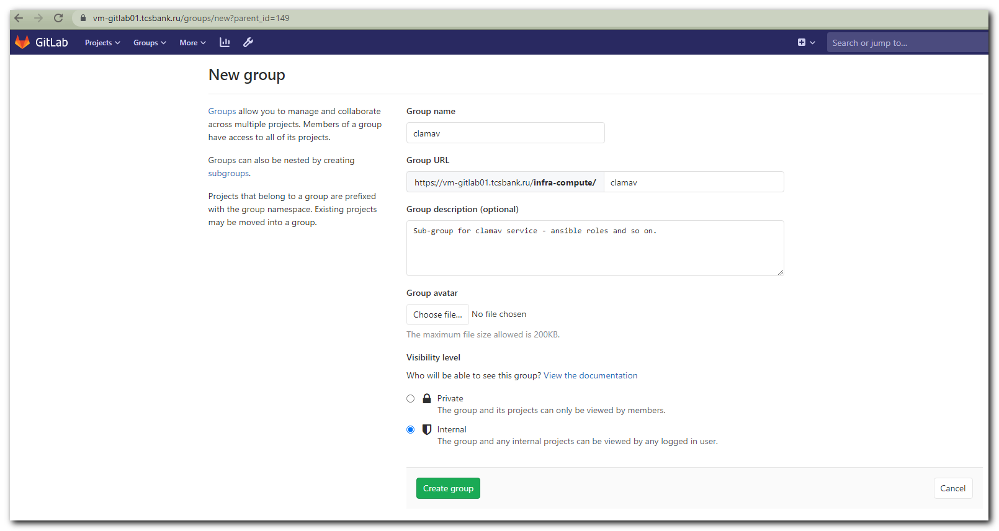 vm-gitlab01.tcsbank.ru/groups/new?parent_id=149
GitLab Projects Groups More Search or jump to...
New group
Groups allow you to manage and collaborate
across multiple projects. Members of a group
have access to all of its projects.
Groups can also be nested by creating
subgroups.
Projects that belong to a group are prefixed
with the group namespace. Existing projects
may be moved into a group.
Group name
clamav
Group URL
https://vm-gitlab01.tcsbank.ru/infra-compute/ clamav
Group description (optional)
Sub-group for clamav service - ansible roles and so on.
Group avatar
Choose file... No file chosen
The maximum file size allowed is 200KB.
Visibility level
Who will be able to see this group? View the documentation
Private
The group and its projects can only be viewed by members.
Internal
The group and any internal projects can be viewed by any logged in user.
Create group Cancel